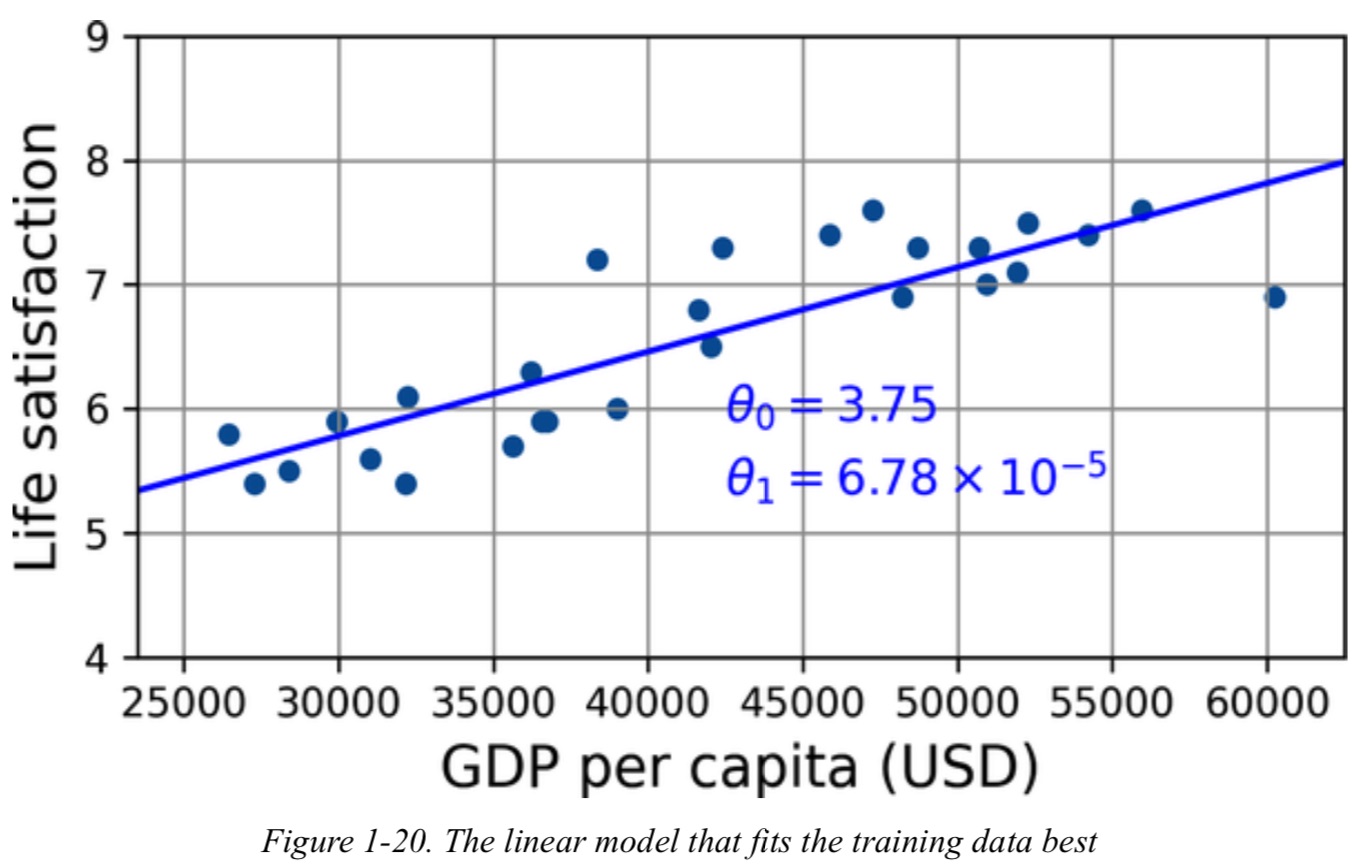 9
8
7
6
5
4
Life satisfaction
θ₀ = 3.75
θ₁ = 6.78 × 10⁻⁵
25000 30000 35000 40000 45000 50000 55000 60000
GDP per capita (USD)
Figure 1-20. The linear model that fits the training data best